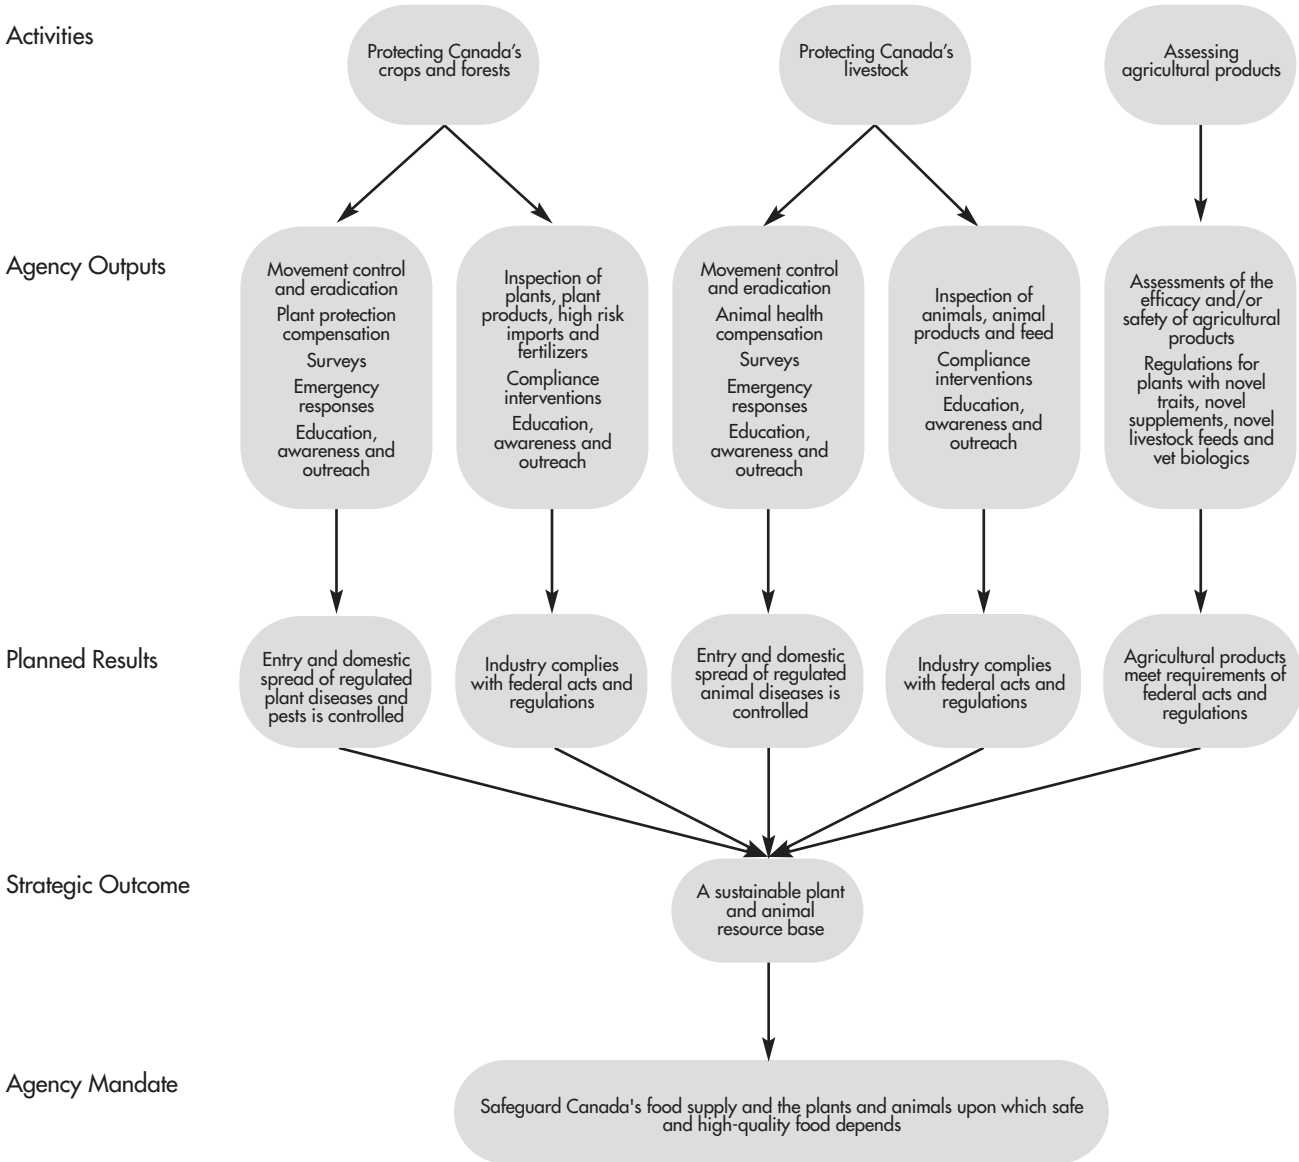 Activities
Protecting Canada's
crops and forests
Protecting Canada's
livestock
Assessing
agricultural products
Agency Outputs
Movement control
and eradication
Plant protection
compensation
Surveys
Emergency
responses
Education,
awareness and
outreach
Inspection of
plants, plant
products, high risk
imports and
fertilizers
Compliance
interventions
Education,
awareness and
outreach
Movement control
and eradication
Animal health
compensation
Surveys
Emergency
responses
Education,
awareness and
outreach
Inspection of
animals, animal
products and feed
Compliance
interventions
Education,
awareness and
outreach
Assessments of the
efficacy and/or
safety of agricultural
products
Regulations for
plants with novel
traits, novel
supplements, novel
livestock feeds and
vet biologics
Planned Results
Entry and domestic
spread of regulated
plant diseases and
pests is controlled
Industry complies
with federal acts and
regulations
Entry and domestic
spread of regulated
animal diseases is
controlled
Industry complies
with federal acts and
regulations
Agricultural products
meet requirements of
federal acts and
regulations
Strategic Outcome
A sustainable plant
and animal
resource base
Agency Mandate
Safeguard Canada's food supply and the plants and animals upon which safe
and high-quality food depends